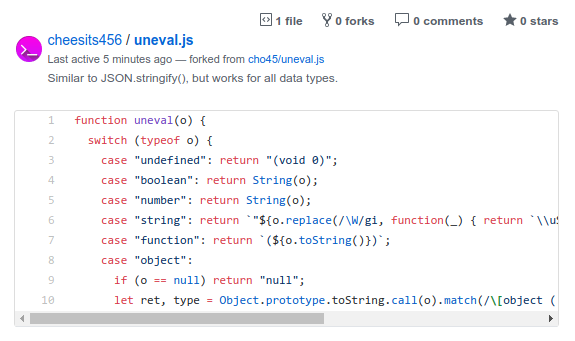 1 file 0 forks 0 comments 0 stars
cheesits456 / uneval.js
Last active 5 minutes ago — forked from cho45/uneval.js
Similar to JSON.stringify(), but works for all data types.
1 function uneval(o) {
2 switch (typeof o) {
3 case "undefined": return "(void 0)";
4 case "boolean": return String(o);
5 case "number": return String(o);
6 case "string": return `"${o.replace(/\W/gi, function(_) { return `\\u
7 case "function": return `(${o.toString()})`;
8 case "object":
9 if (o == null) return "null";
10 let ret, type = Object.prototype.toString.call(o).match(/\[object (